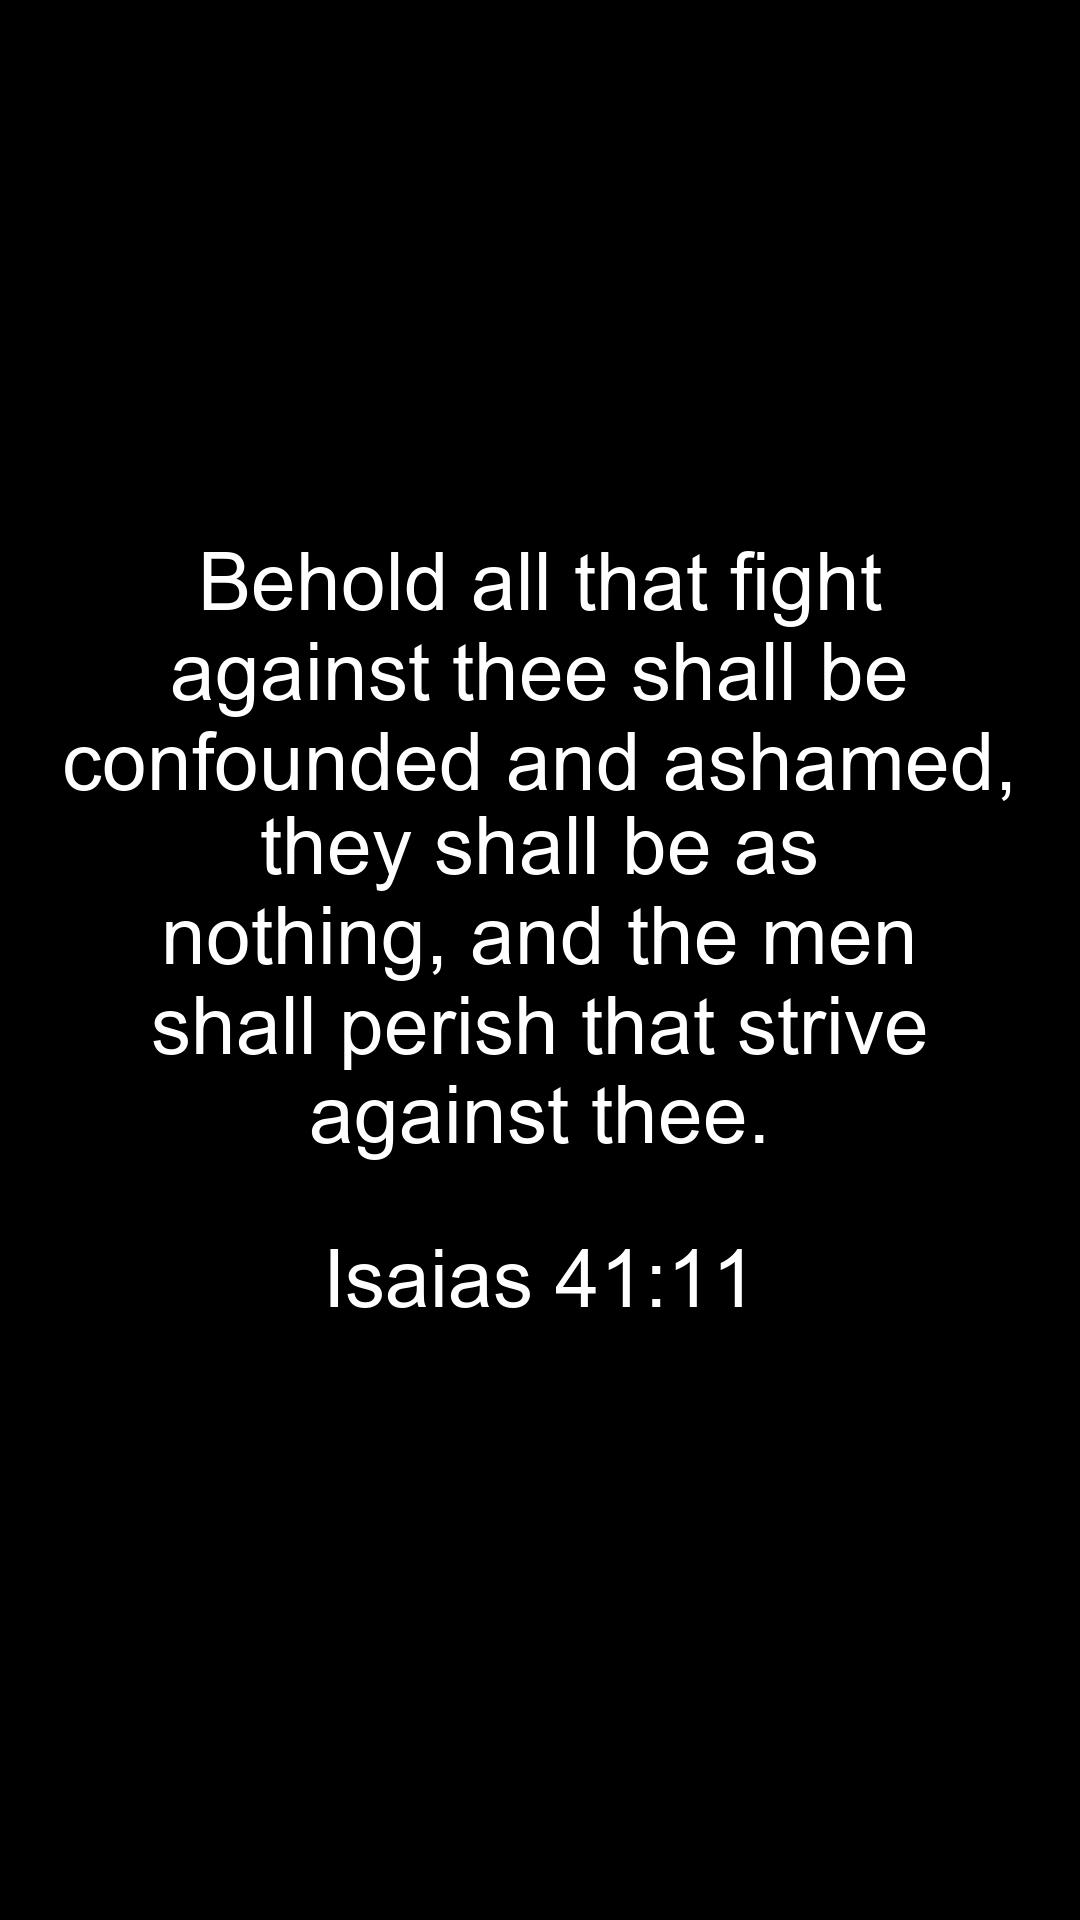 Behold all that fight
against thee shall be
confounded and ashamed,
they shall be as
nothing, and the men
shall perish that strive
against thee.
Isaias 41:11